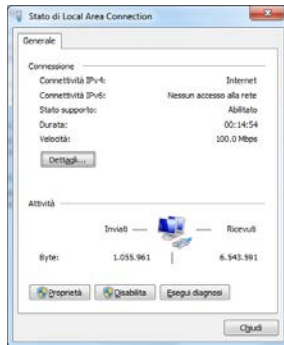 Stato di Local Area Connection
Generale
Connessione
Connettività IPv4: Internet
Connettività IPv6: Nessun accesso alla rete
Stato supporto: Abilitato
Durata: 00:14:54
Velocità: 100.0 Mbps
Dettagli...
Attività
Inviati — — Ricevuti
Byte: 1.055.961 | 6.543.591
Proprietà Disabilita Esegui diagnosi
Chiudi